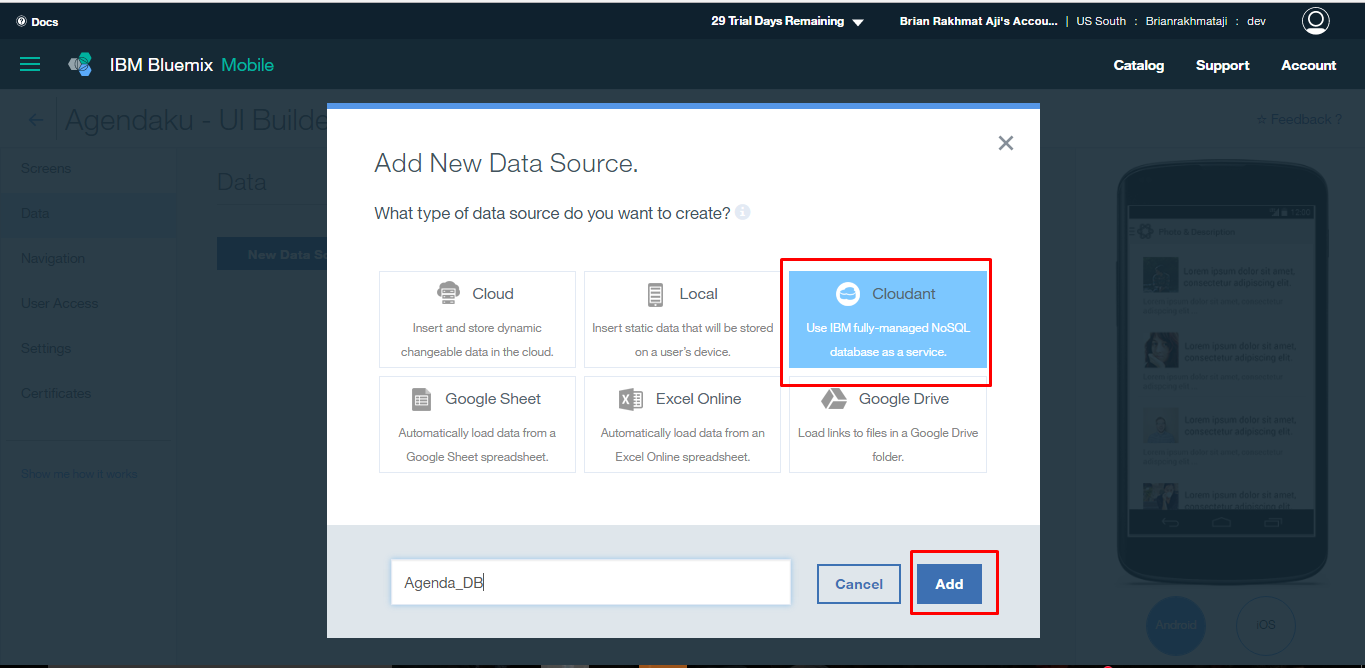 Docs
29 Trial Days Remaining
Brian Rakhmat Aji's Accou... | US South : Brianrakhmataji : dev
IBM Bluemix Mobile
Catalog Support Account
Agendaku - UI Builde
Feedback ?
Screens
Data
Navigation
User Access
Settings
Certificates
Show me how it works
Data
New Data So
Add New Data Source.
What type of data source do you want to create?
Cloud
Insert and store dynamic
changeable data in the cloud.
Local
Insert static data that will be stored
on a user's device.
Cloudant
Use IBM fully-managed NoSQL
database as a service.
Google Sheet
Automatically load data from a
Google Sheet spreadsheet.
Excel Online
Automatically load data from an
Excel Online spreadsheet.
Google Drive
Load links to files in a Google Drive
folder.
Agenda_DB
Cancel
Add
12:00
Photo & Description
Lorem ipsum dolor sit amet,
consectetur adipiscing elit.
Lorem ipsum dolor sit amet,
consectetur adipiscing elit.
Lorem ipsum dolor sit amet,
consectetur adipiscing elit.
Lorem ipsum dolor sit amet,
consectetur adipiscing elit.
Android
iOS